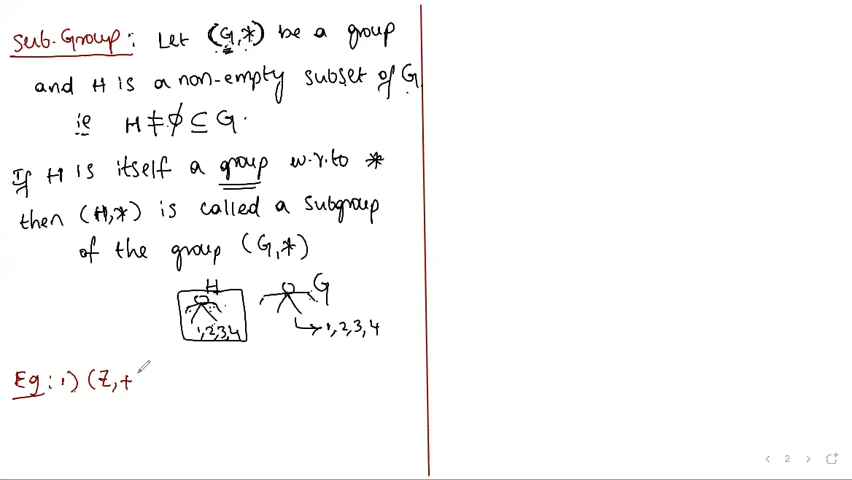 Sub-Group: Let (G,*) be a group
and H is a non-empty subset of G.
ie H ≠ ϕ ⊆ G.
If H is itself a group w.r.to *
then (H,*) is called a subgroup
of the group (G,*)
H G
1,2,3,4 1,2,3,4
Eg: 1) (Z,+
2